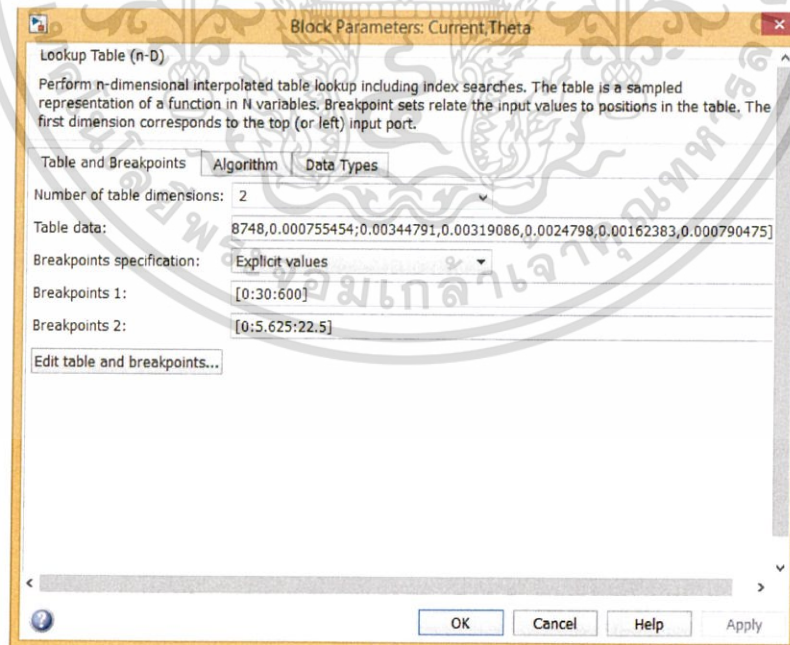 Block Parameters: Current,Theta
Lookup Table (n-D)
Perform n-dimensional interpolated table lookup including index searches. The table is a sampled
representation of a function in N variables. Breakpoint sets relate the input values to positions in the table. The
first dimension corresponds to the top (or left) input port.
Table and Breakpoints Algorithm Data Types
Number of table dimensions: 2
Table data: 8748,0.000755454;0.00344791,0.00319086,0.0024798,0.00162383,0.000790475]
Breakpoints specification: Explicit values
Breakpoints 1: [0:30:600]
Breakpoints 2: [0:5.625:22.5]
Edit table and breakpoints...
OK Cancel Help Apply